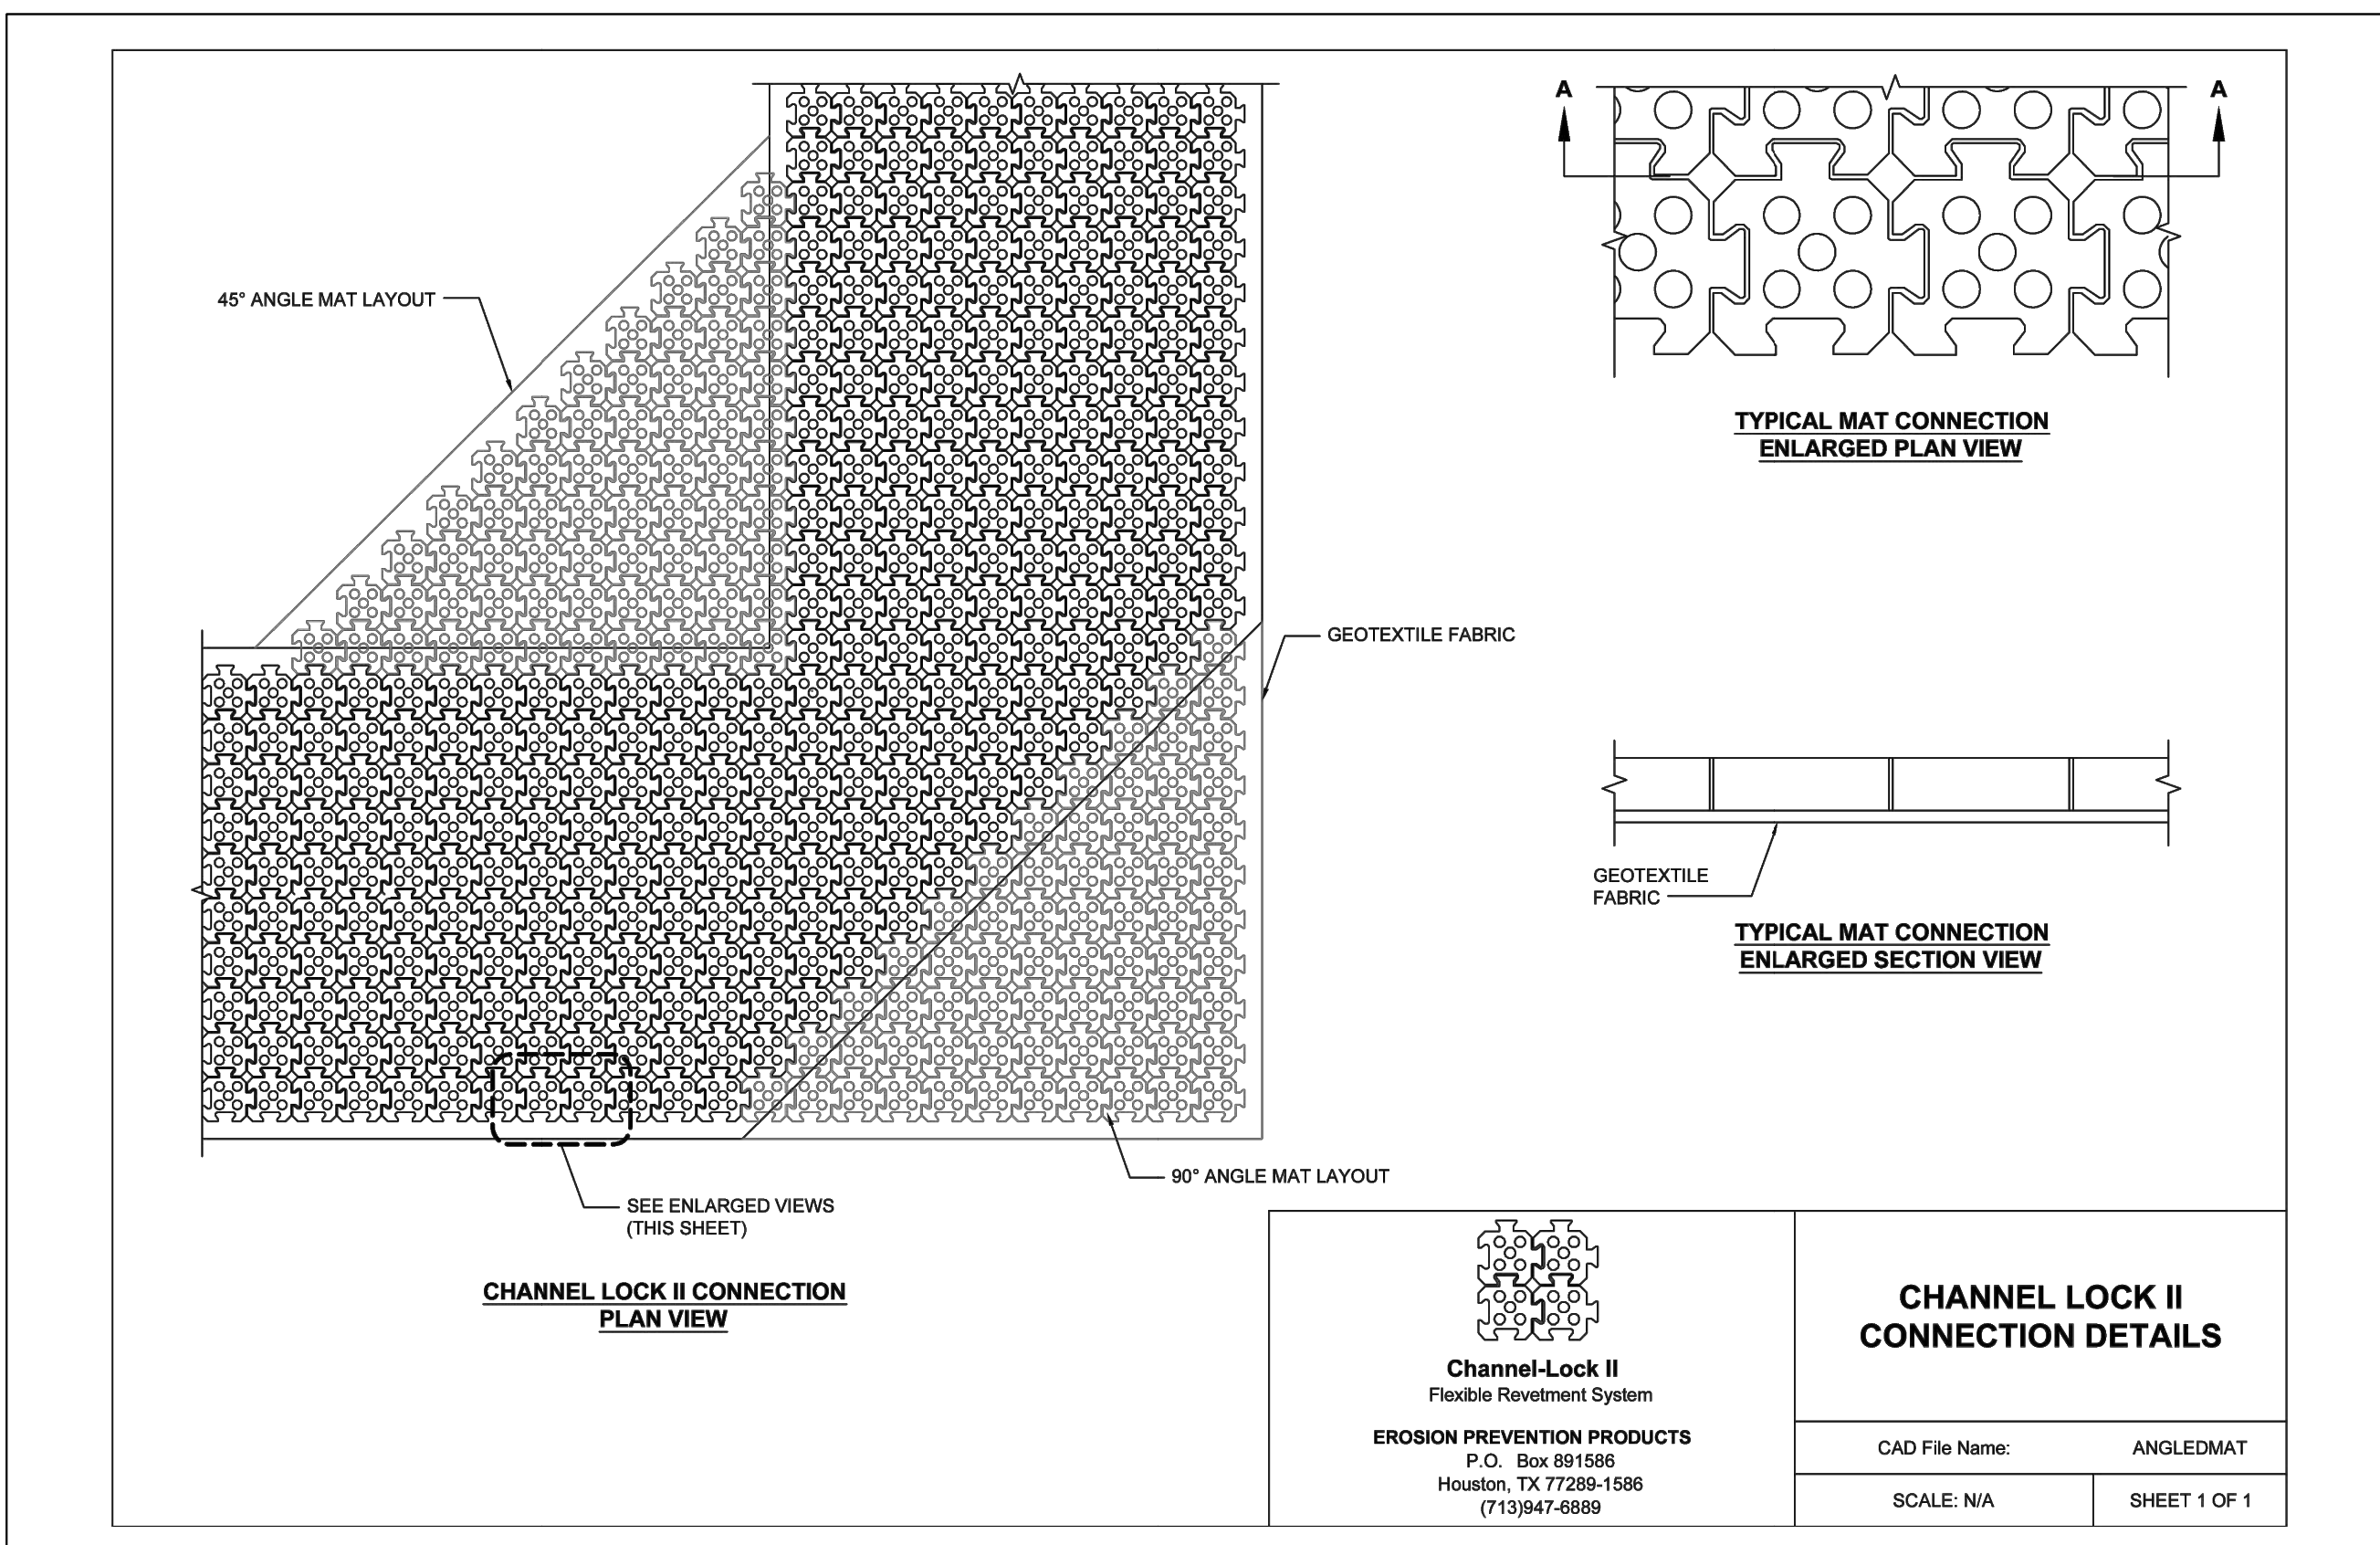 A
A
TYPICAL MAT CONNECTION
ENLARGED PLAN VIEW
45° ANGLE MAT LAYOUT
GEOTEXTILE FABRIC
GEOTEXTILE
FABRIC
TYPICAL MAT CONNECTION
ENLARGED SECTION VIEW
90° ANGLE MAT LAYOUT
SEE ENLARGED VIEWS
(THIS SHEET)
CHANNEL LOCK II CONNECTION
PLAN VIEW
Channel-Lock II
Flexible Revetment System
EROSION PREVENTION PRODUCTS
P.O. Box 891586
Houston, TX 77289-1586
(713)947-6889
CHANNEL LOCK II
CONNECTION DETAILS
CAD File Name: ANGLEDMAT
SCALE: N/A SHEET 1 OF 1